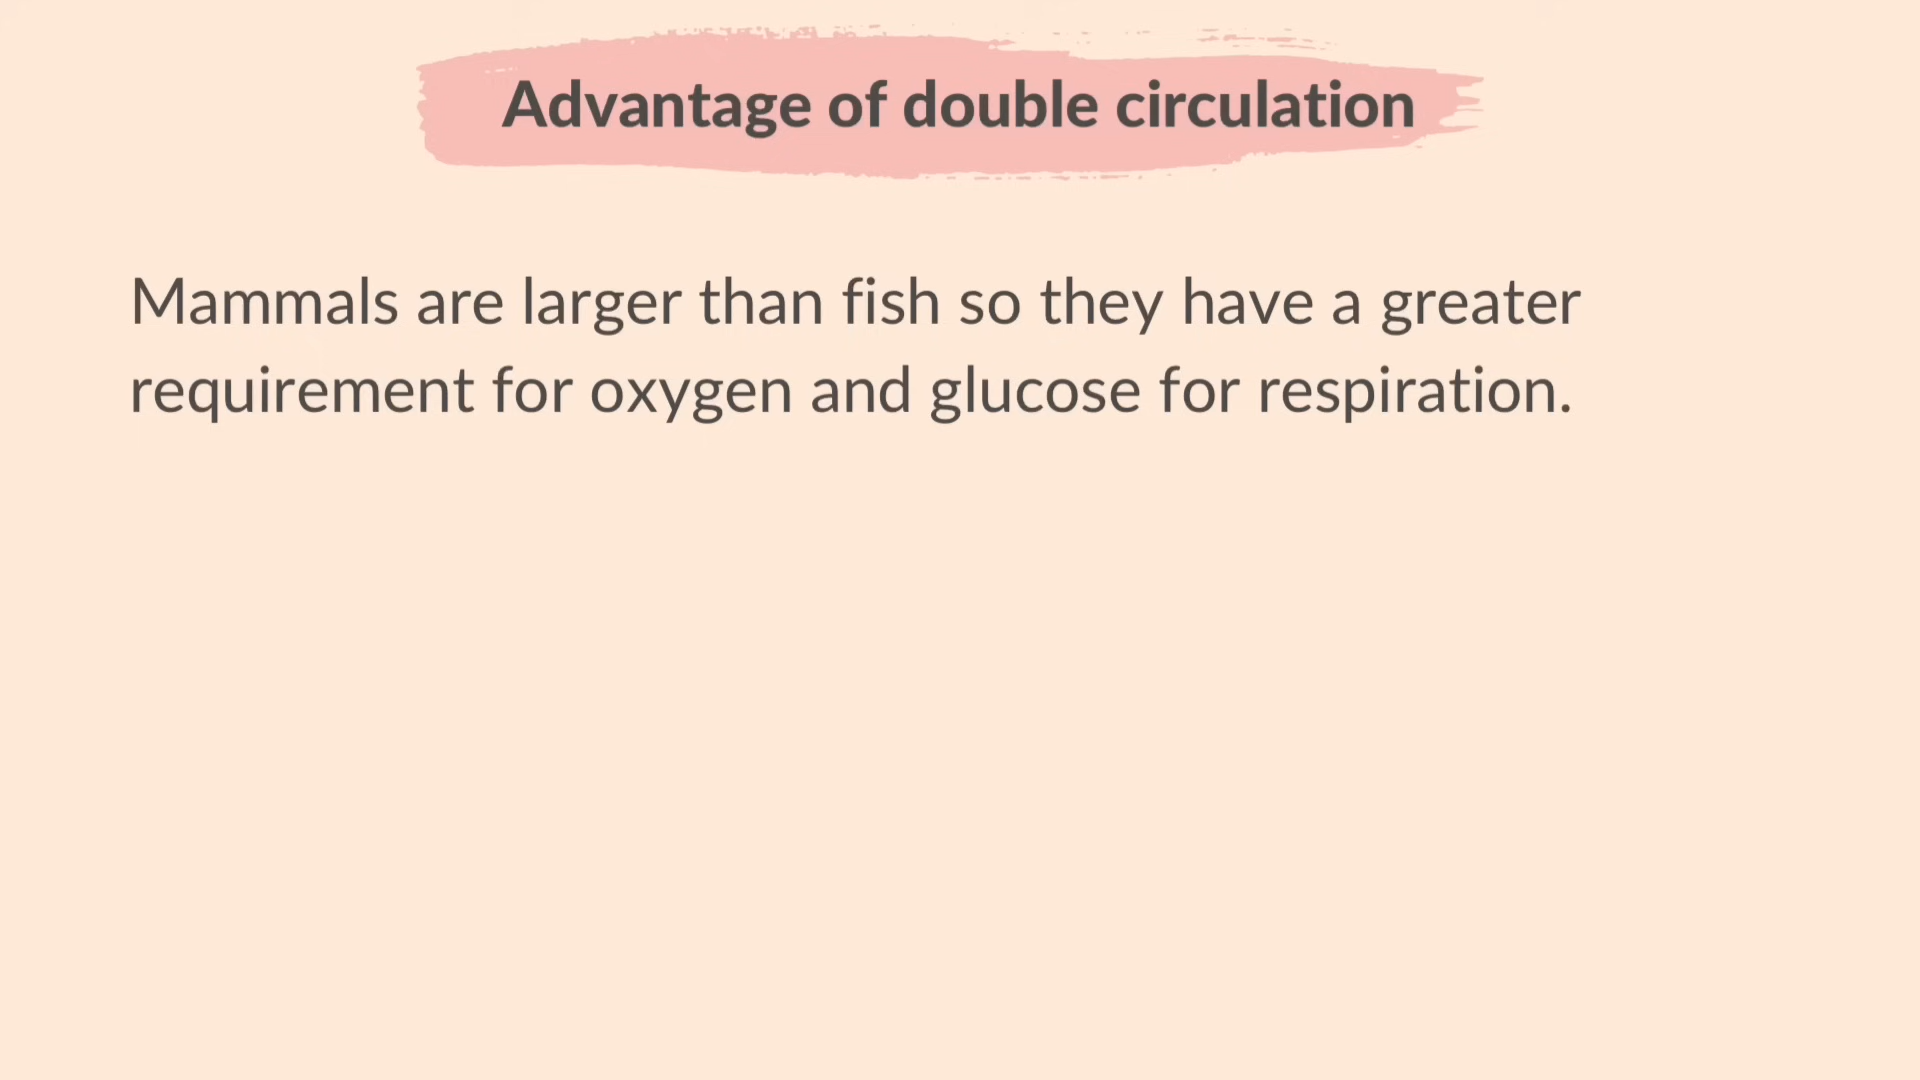 Advantage of double circulation
Mammals are larger than fish so they have a greater
requirement for oxygen and glucose for respiration.